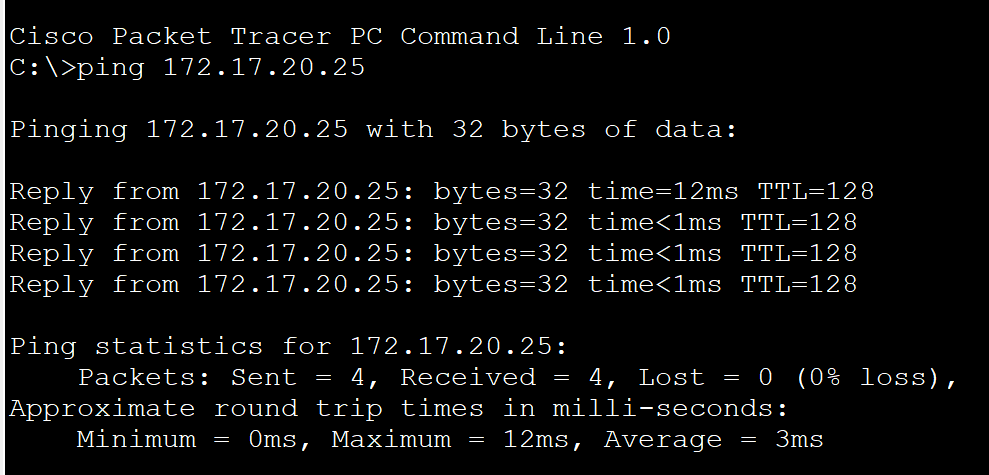 Cisco Packet Tracer PC Command Line 1.0
C:\>ping 172.17.20.25
Pinging 172.17.20.25 with 32 bytes of data:
Reply from 172.17.20.25: bytes=32 time=12ms TTL=128
Reply from 172.17.20.25: bytes=32 time<1ms TTL=128
Reply from 172.17.20.25: bytes=32 time<1ms TTL=128
Reply from 172.17.20.25: bytes=32 time<1ms TTL=128
Ping statistics for 172.17.20.25:
    Packets: Sent = 4, Received = 4, Lost = 0 (0% loss),
Approximate round trip times in milli-seconds:
    Minimum = 0ms, Maximum = 12ms, Average = 3ms